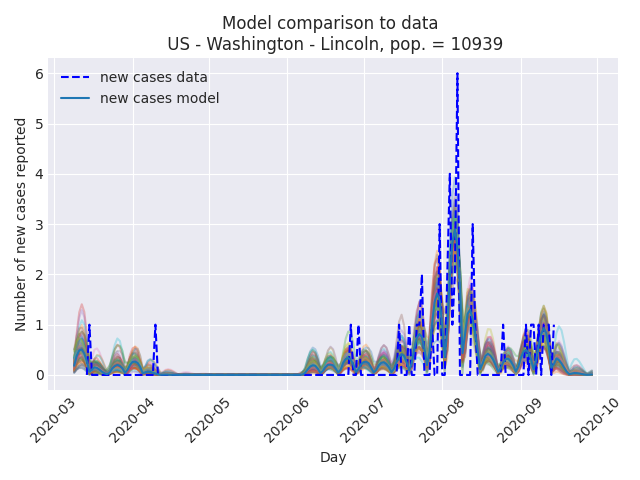 Model comparison to data
US - Washington - Lincoln, pop. = 10939
new cases data
new cases model
Number of new cases reported
6
5
4
3
2
1
0
2020-03
2020-04
2020-05
2020-06
2020-07
2020-08
2020-09
2020-10
Day